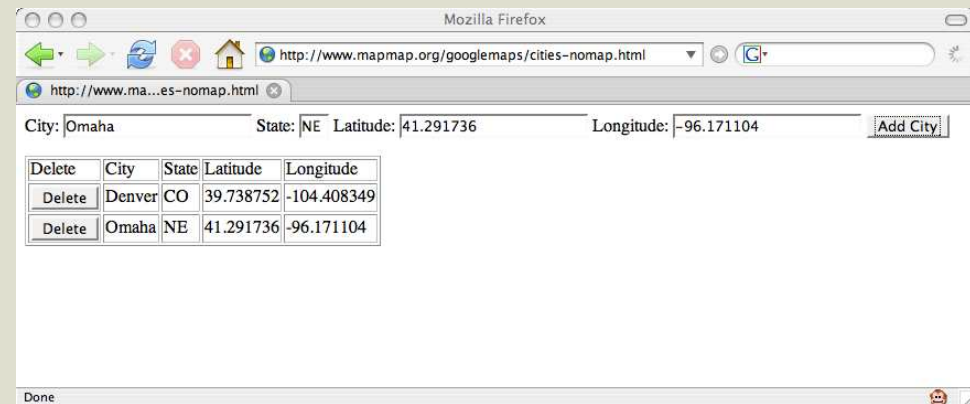 Mozilla Firefox
http://www.mapmap.org/googlemaps/cities-nomap.html G
http://www.ma...es-nomap.html
City: Omaha State: NE Latitude: 41.291736 Longitude: -96.171104 Add City
Delete City State Latitude Longitude
Delete Denver CO 39.738752 -104.408349
Delete Omaha NE 41.291736 -96.171104
Done